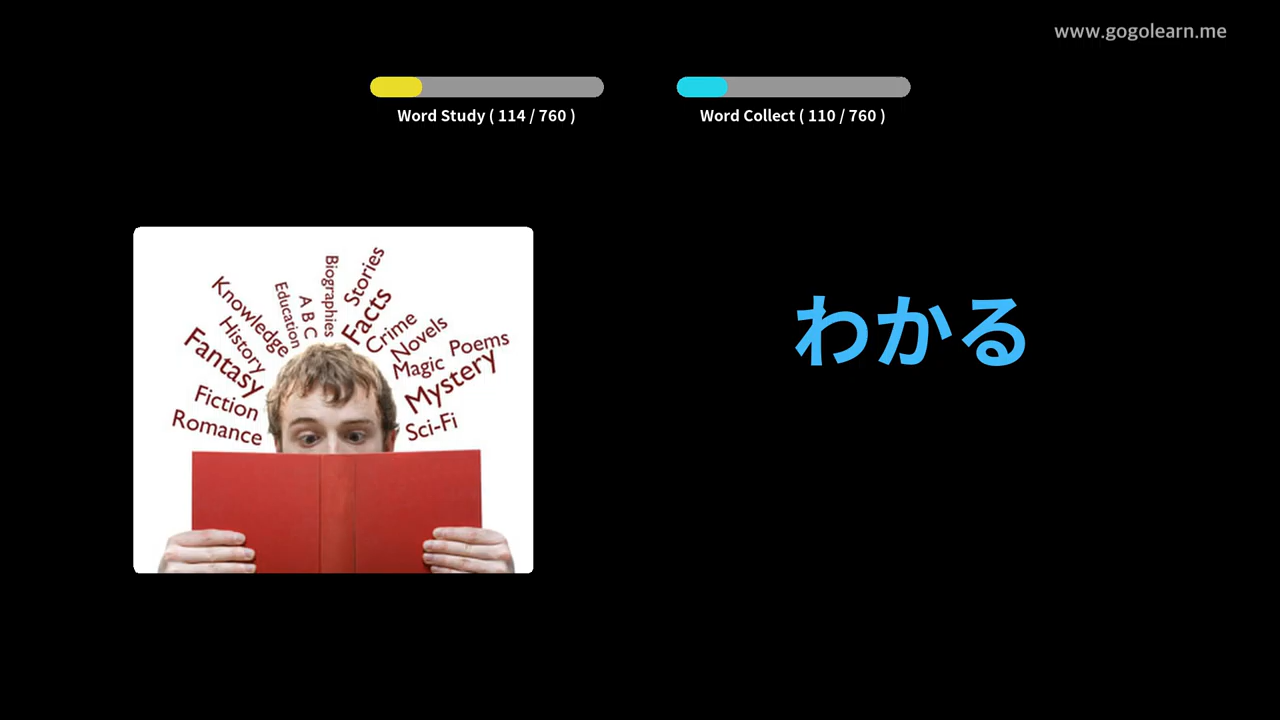 www.gogolearn.me
Word Study ( 114 / 760 )
Word Collect ( 110 / 760 )
Stories
Biographies
A B C
Education
Facts
Knowledge
Crime
History
Novels
Poems
Fantasy
Magic
Mystery
Fiction
Romance
Sci-Fi
わかる